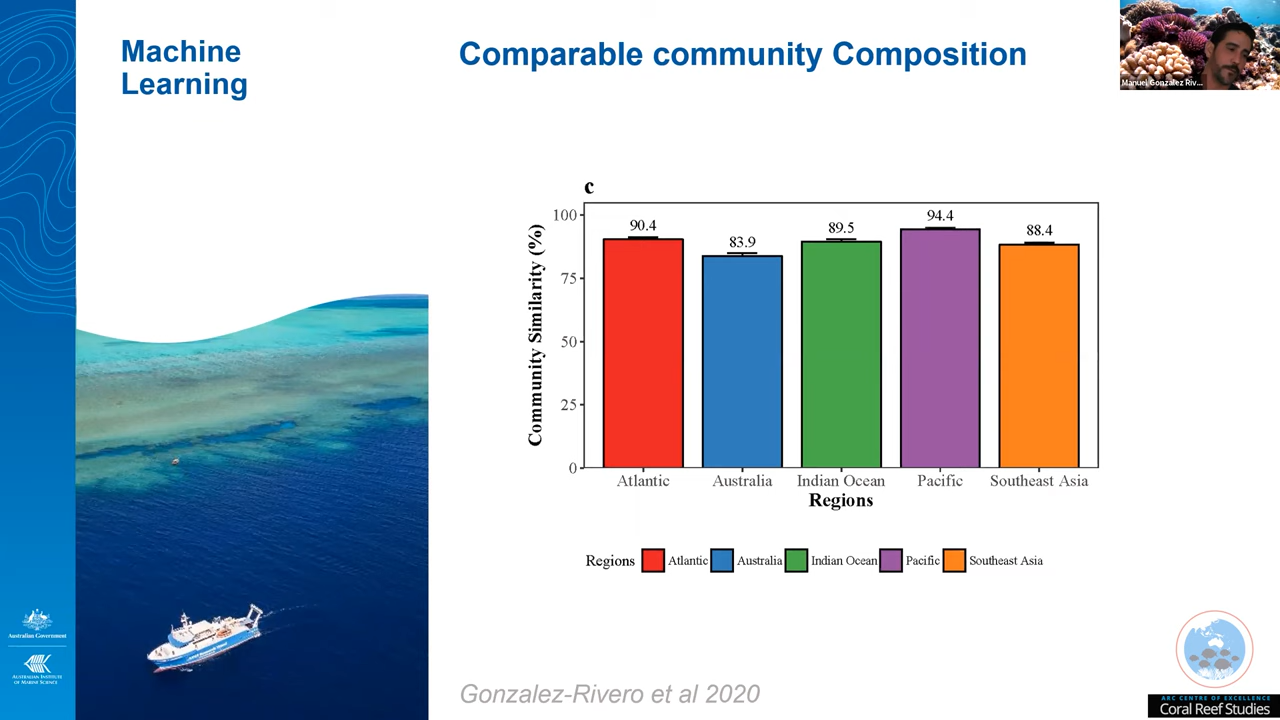 Machine
Learning
Comparable community Composition
Manuel Gonzalez Riv...
c
Community Similarity (%)
100
75
50
25
0
90.4
83.9
89.5
94.4
88.4
Atlantic
Australia
Indian Ocean
Pacific
Southeast Asia
Regions
Regions
Atlantic
Australia
Indian Ocean
Pacific
Southeast Asia
Australian Government
AUSTRALIAN INSTITUTE
OF MARINE SCIENCE
Gonzalez-Rivero et al 2020
ARC CENTRE OF EXCELLENCE
Coral Reef Studies